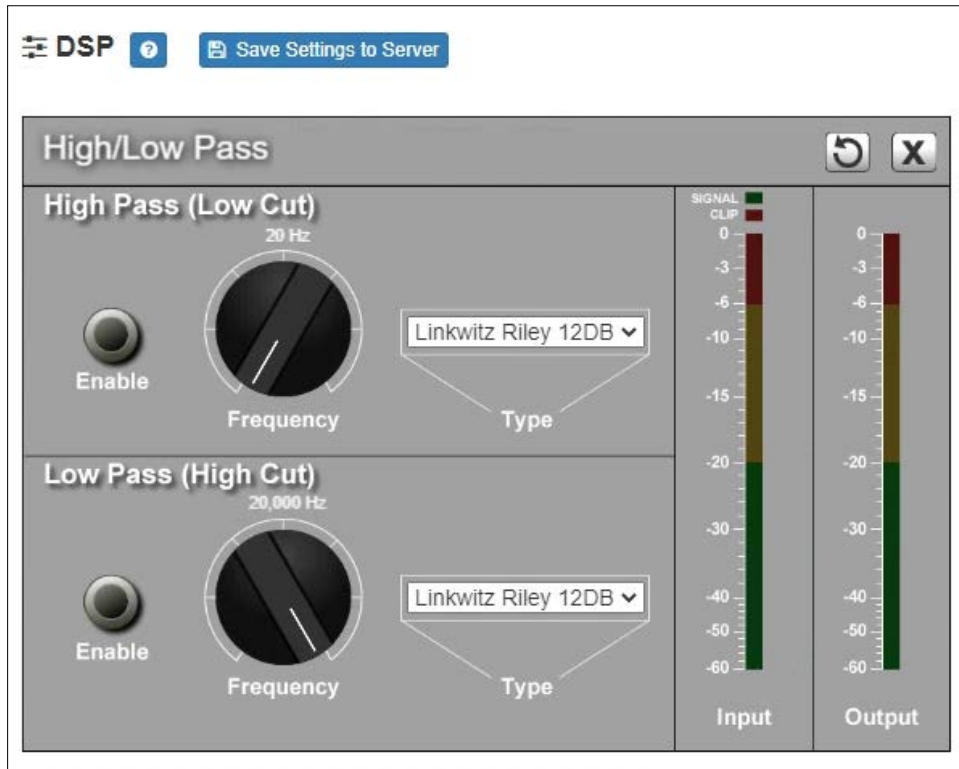 DSP ? Save Settings to Server
High/Low Pass X
High Pass (Low Cut)
20 Hz
Enable
Frequency
Linkwitz Riley 12DB
Type
Low Pass (High Cut)
20,000 Hz
Enable
Frequency
Linkwitz Riley 12DB
Type
SIGNAL
CLIP
0
-3
-6
-10
-15
-20
-30
-40
-50
-60
Input
0
-3
-6
-10
-15
-20
-30
-40
-50
-60
Output